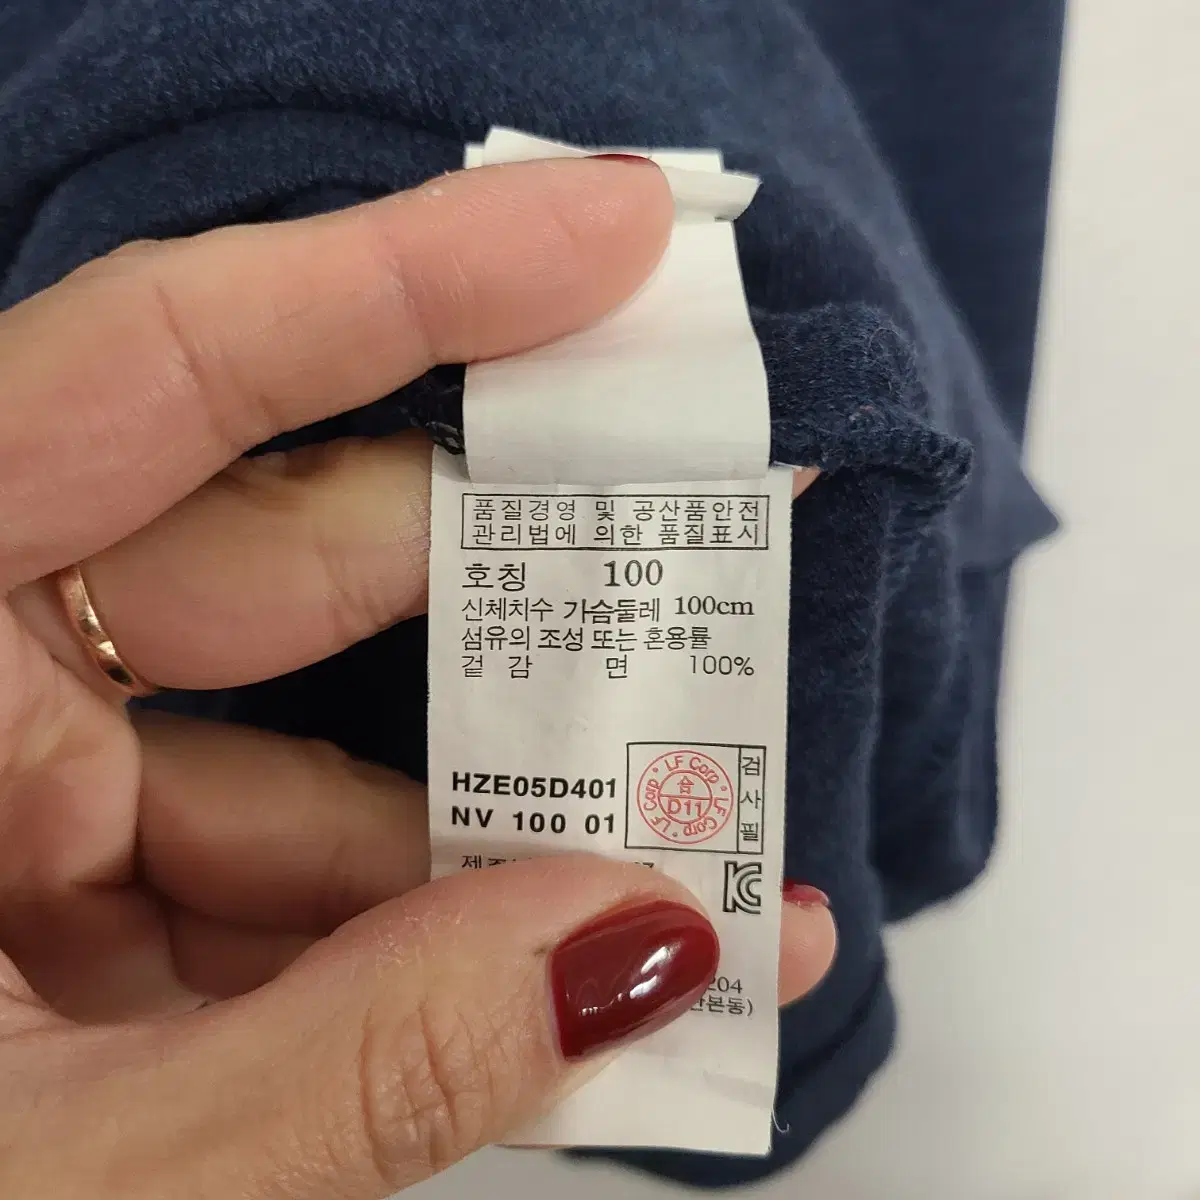 품질경영 및 공산품안전
관리법에 의한 품질표시
호칭 100
신체치수 가슴둘레 100cm
섬유의 조성 또는 혼용률
겉 감 면 100%
HZE05D401
NV 100 01
LF Corp · LF Corp · LF Corp
合
D11
검사필
KC
204